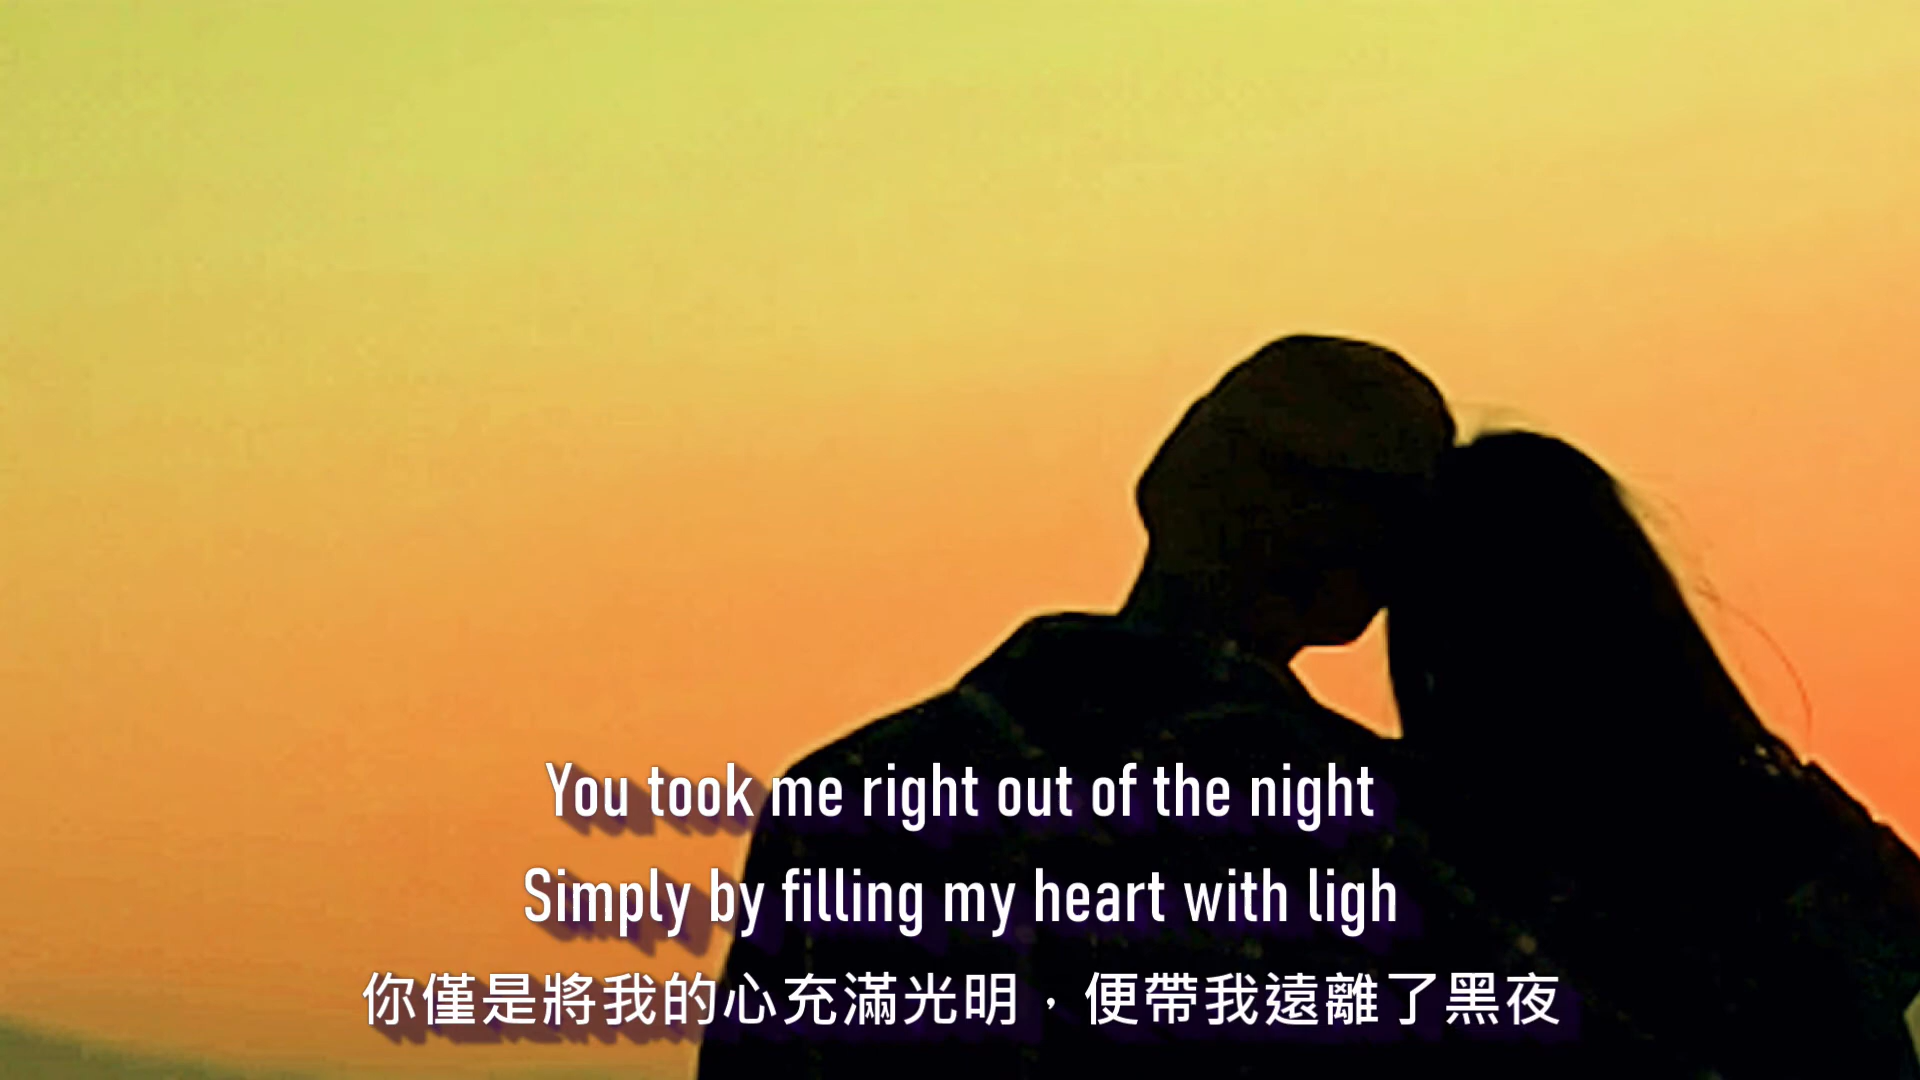 You took me right out of the night
Simply by filling my heart with ligh
你僅是將我的心充滿光明，便帶我遠離了黑夜